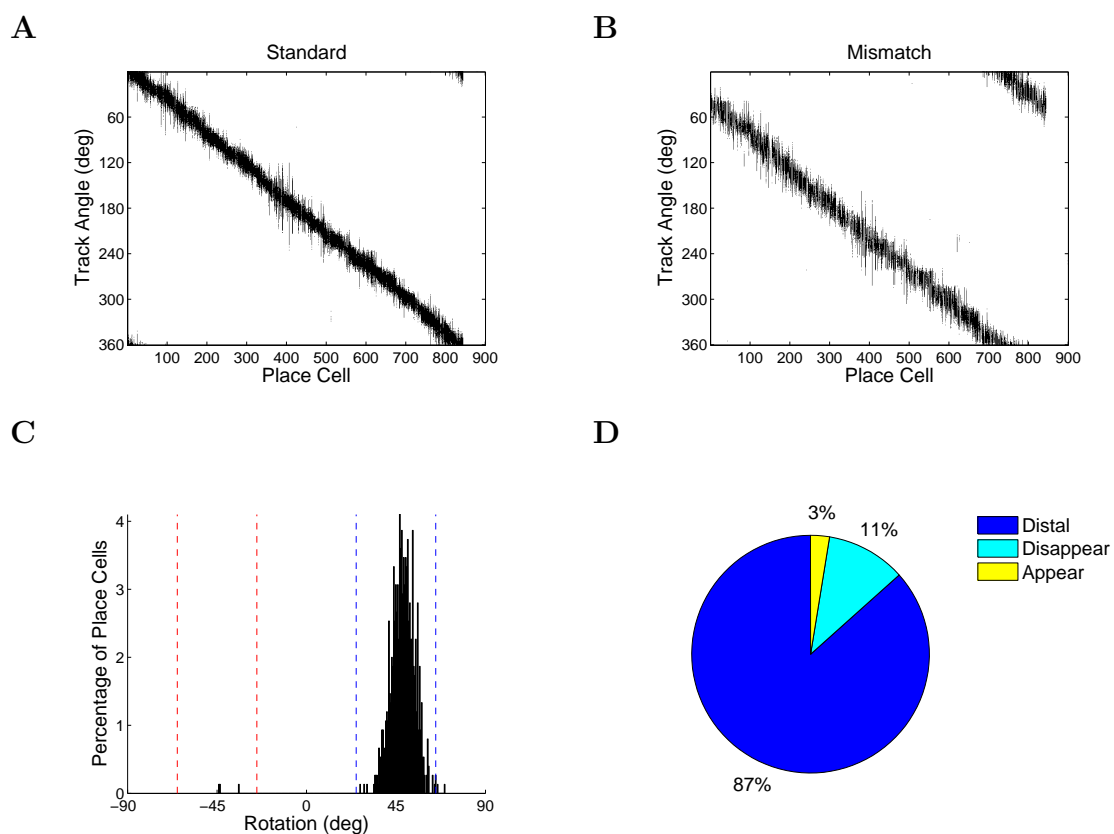 A
Standard
Track Angle (deg)
60
120
180
240
300
360
100 200 300 400 500 600 700 800 900
Place Cell
B
Mismatch
Track Angle (deg)
60
120
180
240
300
360
100 200 300 400 500 600 700 800 900
Place Cell
C
Percentage of Place Cells
4
3
2
1
0
−90 −45 0 45 90
Rotation (deg)
D
3%
11%
87%
Distal
Disappear
Appear